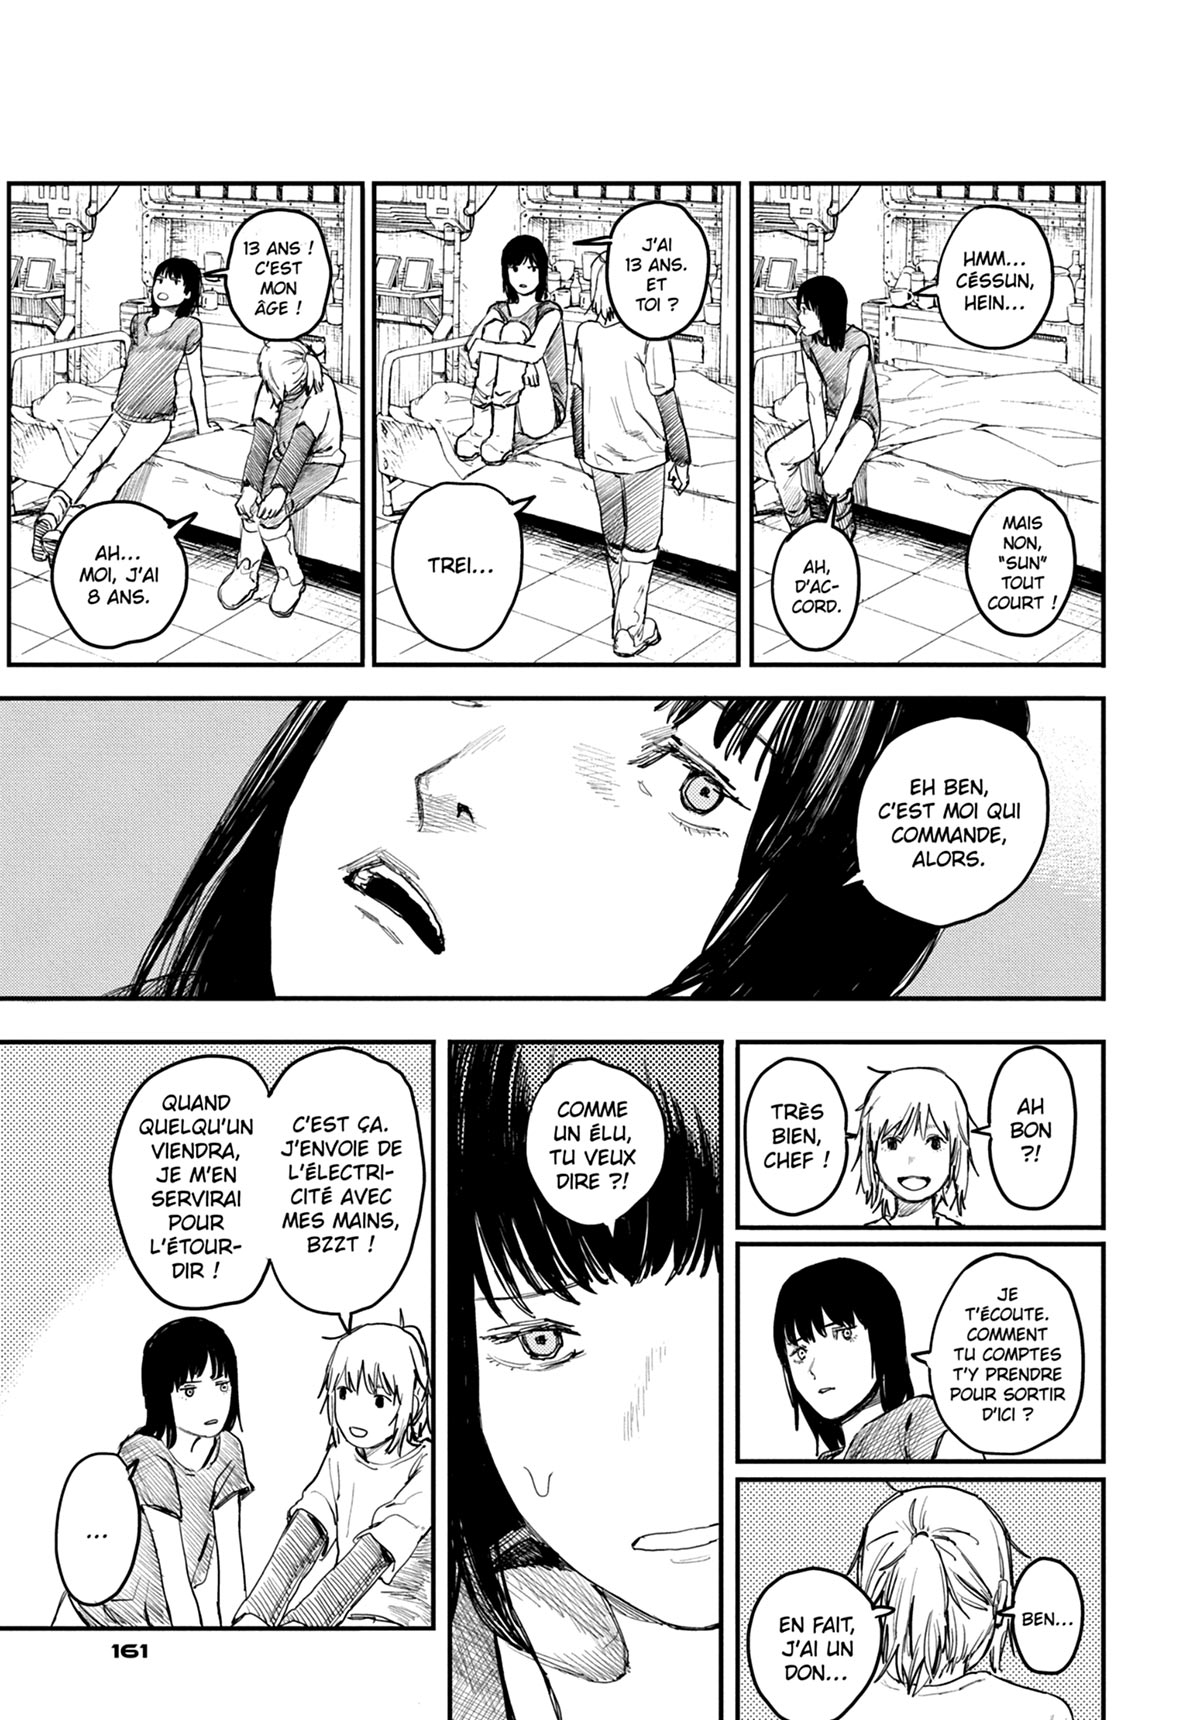 HMM...
CÉSSUN,
HEIN...
MAIS
NON,
"SUN"
TOUT
COURT !
AH,
D'AC-
CORD.
J'AI
13 ANS.
ET
TOI ?
TREI...
13 ANS !
C'EST
MON
ÂGE !
AH...
MOI, J'AI
8 ANS.
EH BEN,
C'EST MOI QUI
COMMANDE,
ALORS.
AH
BON
?!
TRÈS
BIEN,
CHEF !
JE
T'ÉCOUTE.
COMMENT
TU COMPTES
T'Y PRENDRE
POUR SORTIR
D'ICI ?
BEN...
EN FAIT,
J'AI UN
DON...
COMME
UN ÉLU,
TU VEUX
DIRE ?!
C'EST ÇA.
J'ENVOIE DE
L'ÉLECTRI-
CITÉ AVEC
MES MAINS,
BZZT !
QUAND
QUELQU'UN
VIENDRA,
JE M'EN
SERVIRAI
POUR
L'ÉTOUR-
DIR !
...
161